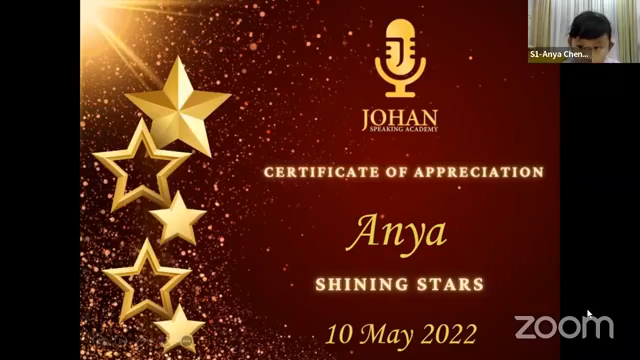 S1-Anya Chen...
JOHAN
SPEAKING ACADEMY
CERTIFICATE OF APPRECIATION
Anya
SHINING STARS
10 May 2022
zoom